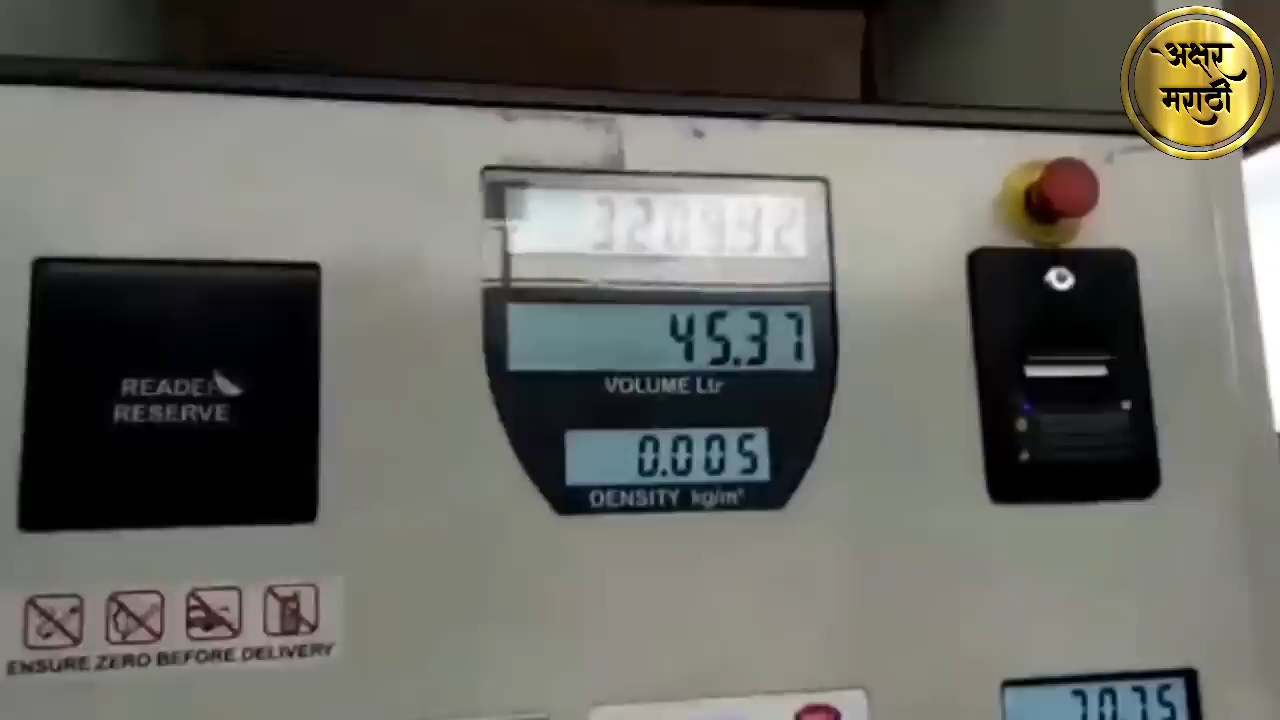 अक्षर
मराठी
45.37
VOLUME Ltr
READER
RESERVE
0.005
DENSITY kg/m³
ENSURE ZERO BEFORE DELIVERY